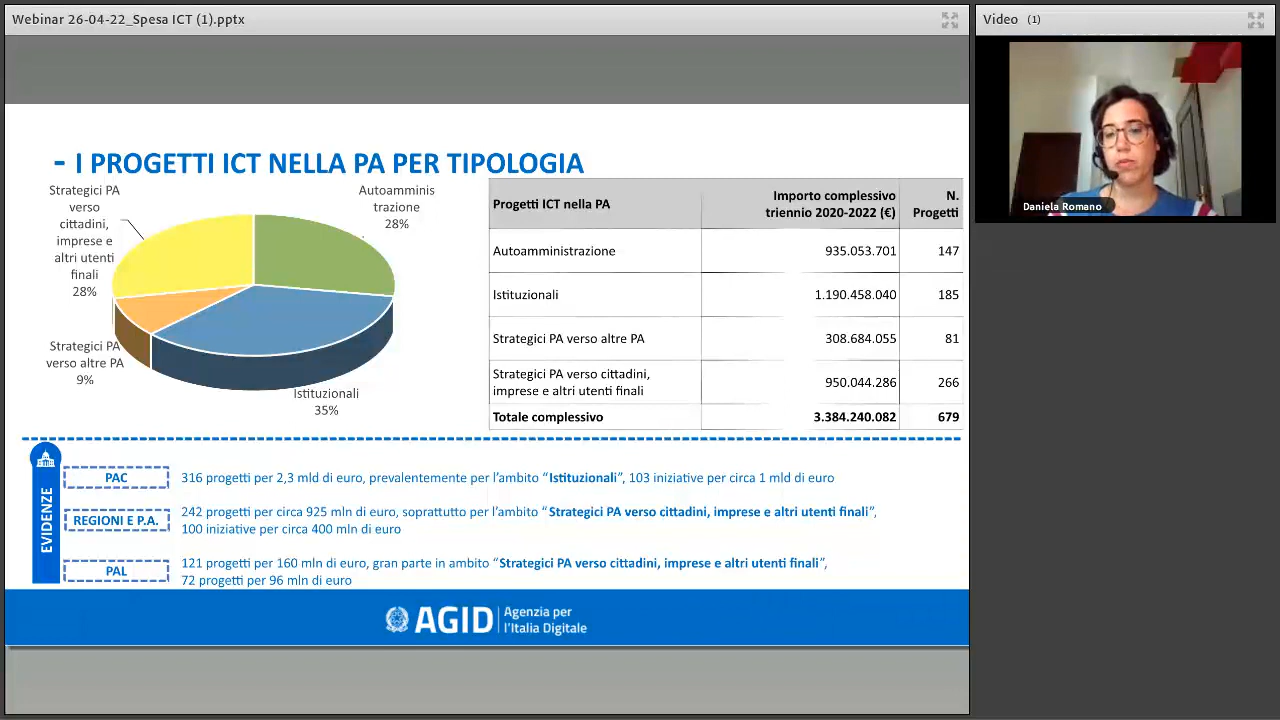 Webinar 26-04-22_Spesa ICT (1).pptx
Video (1)
Daniela Romano
- I PROGETTI ICT NELLA PA PER TIPOLOGIA
Strategici PA
verso
cittadini,
imprese e
altri utenti
finali
28%
Autoamminis
trazione
28%
Strategici PA
verso altre PA
9%
Istituzionali
35%
Progetti ICT nella PA
Importo complessivo
triennio 2020-2022 (€)
N.
Progetti
Autoamministrazione 935.053.701 147
Istituzionali 1.190.458.040 185
Strategici PA verso altre PA 308.684.055 81
Strategici PA verso cittadini,
imprese e altri utenti finali 950.044.286 266
Totale complessivo 3.384.240.082 679
EVIDENZE
PAC
316 progetti per 2,3 mld di euro, prevalentemente per l'ambito “Istituzionali”, 103 iniziative per circa 1 mld di euro
REGIONI E P.A.
242 progetti per circa 925 mln di euro, soprattutto per l'ambito “Strategici PA verso cittadini, imprese e altri utenti finali”,
100 iniziative per circa 400 mln di euro
PAL
121 progetti per 160 mln di euro, gran parte in ambito “Strategici PA verso cittadini, imprese e altri utenti finali”,
72 progetti per 96 mln di euro
AGID
Agenzia per
l'Italia Digitale